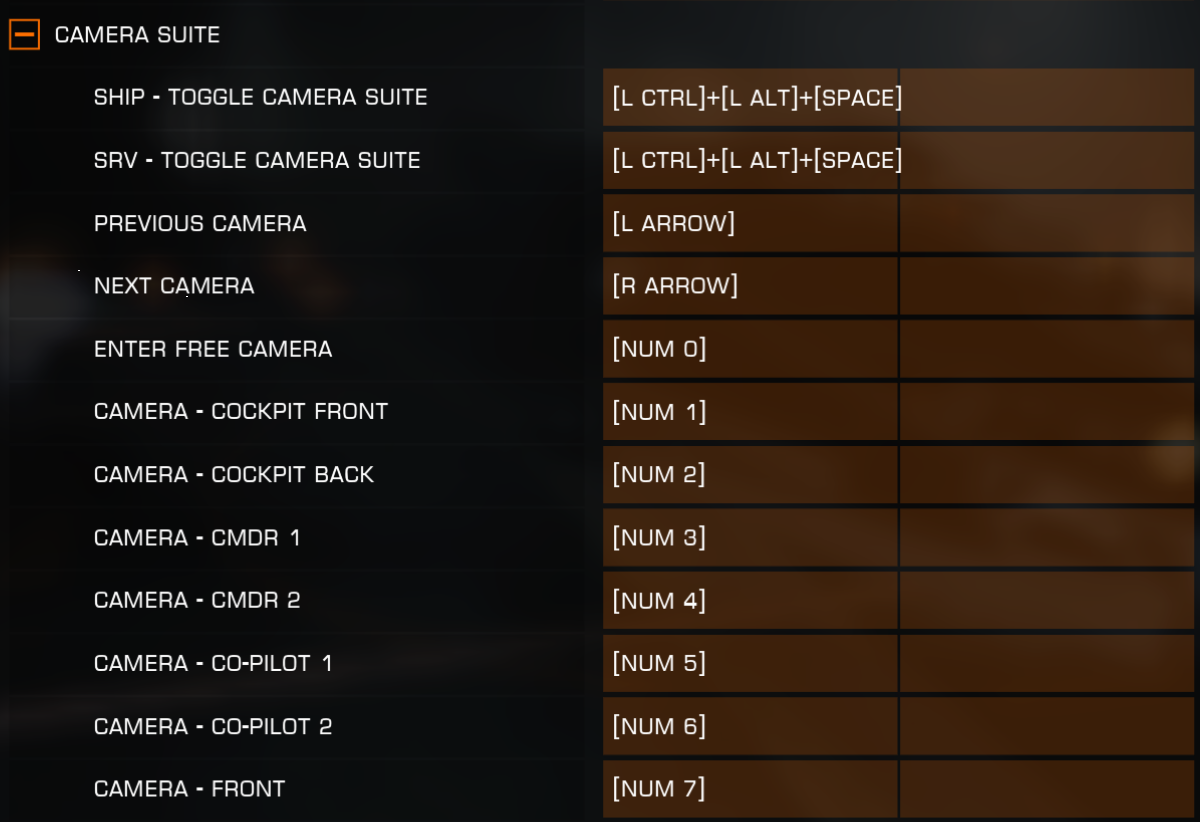 CAMERA SUITE
SHIP - TOGGLE CAMERA SUITE [L CTRL]+[L ALT]+[SPACE]
SRV - TOGGLE CAMERA SUITE [L CTRL]+[L ALT]+[SPACE]
PREVIOUS CAMERA [L ARROW]
NEXT CAMERA [R ARROW]
ENTER FREE CAMERA [NUM 0]
CAMERA - COCKPIT FRONT [NUM 1]
CAMERA - COCKPIT BACK [NUM 2]
CAMERA - CMDR 1 [NUM 3]
CAMERA - CMDR 2 [NUM 4]
CAMERA - CO-PILOT 1 [NUM 5]
CAMERA - CO-PILOT 2 [NUM 6]
CAMERA - FRONT [NUM 7]